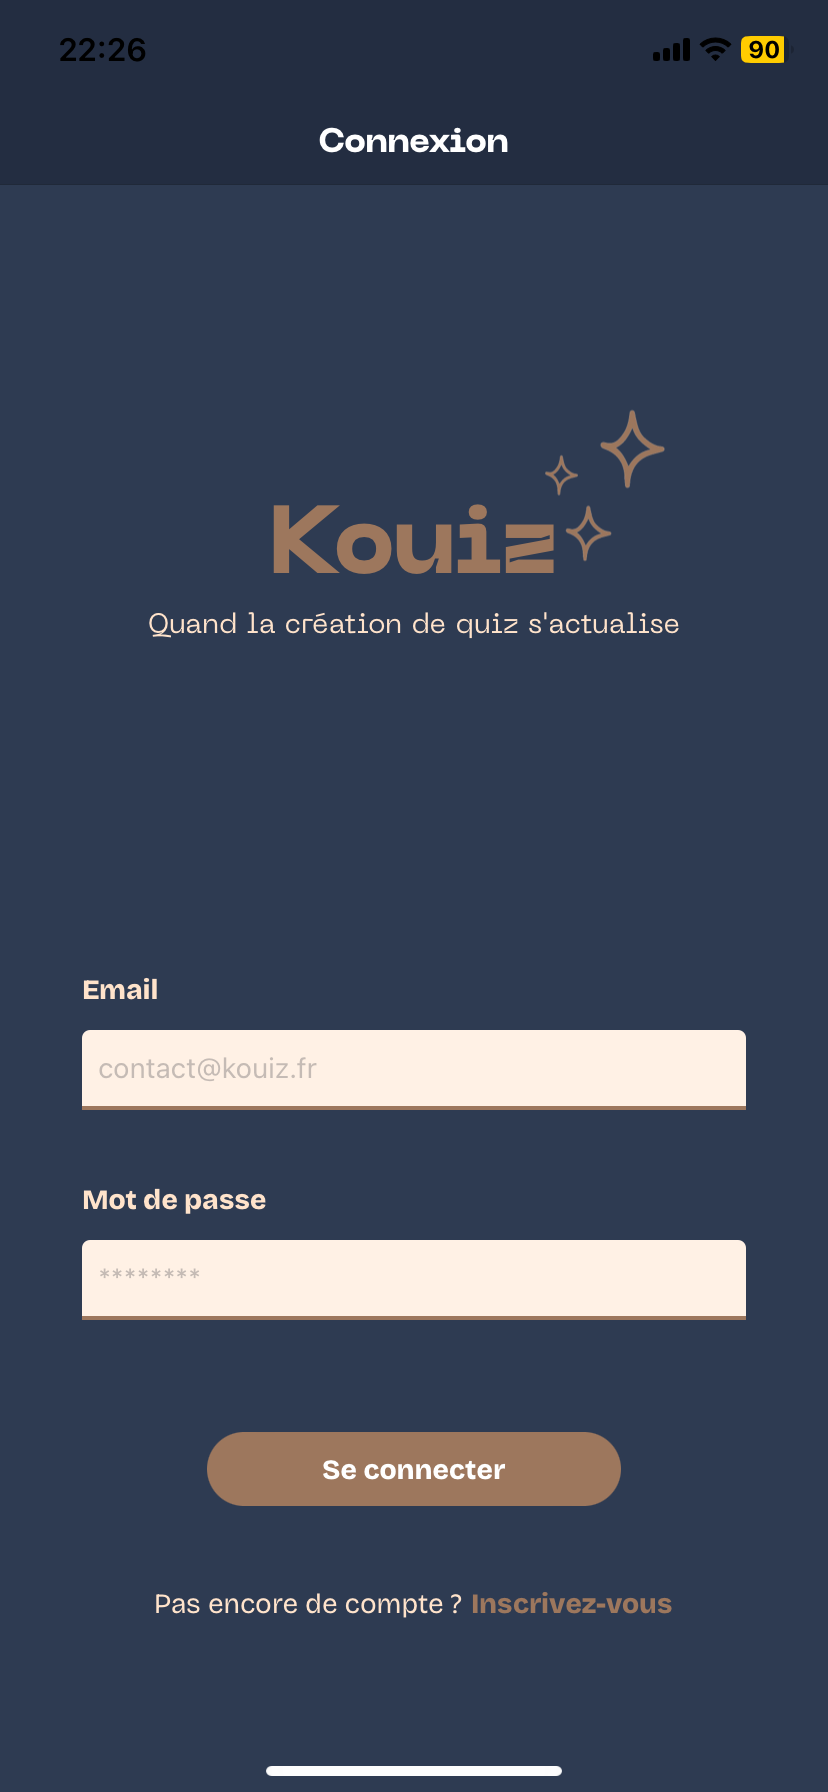 22:26 90
Connexion
Kouiz
Quand la création de quiz s'actualise
Email
contact@kouiz.fr
Mot de passe
********
Se connecter
Pas encore de compte ? Inscrivez-vous